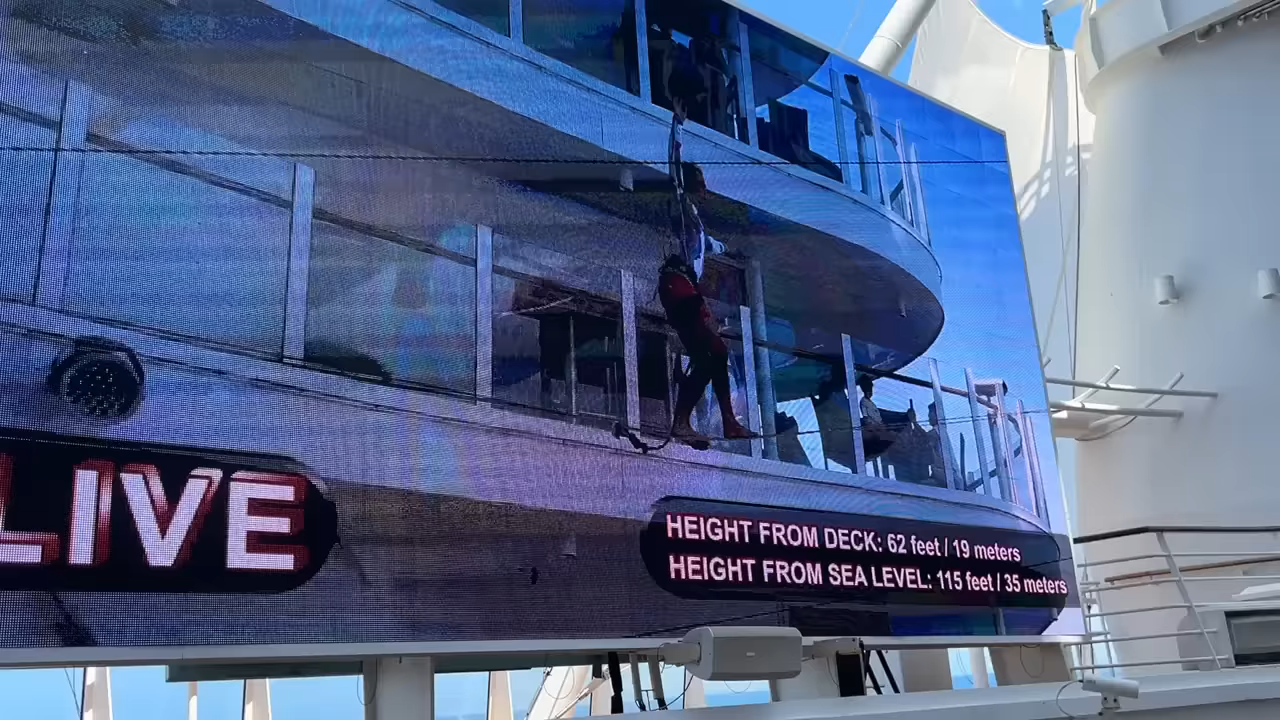 LIVE
HEIGHT FROM DECK: 62 feet / 19 meters
HEIGHT FROM SEA LEVEL: 115 feet / 35 meters